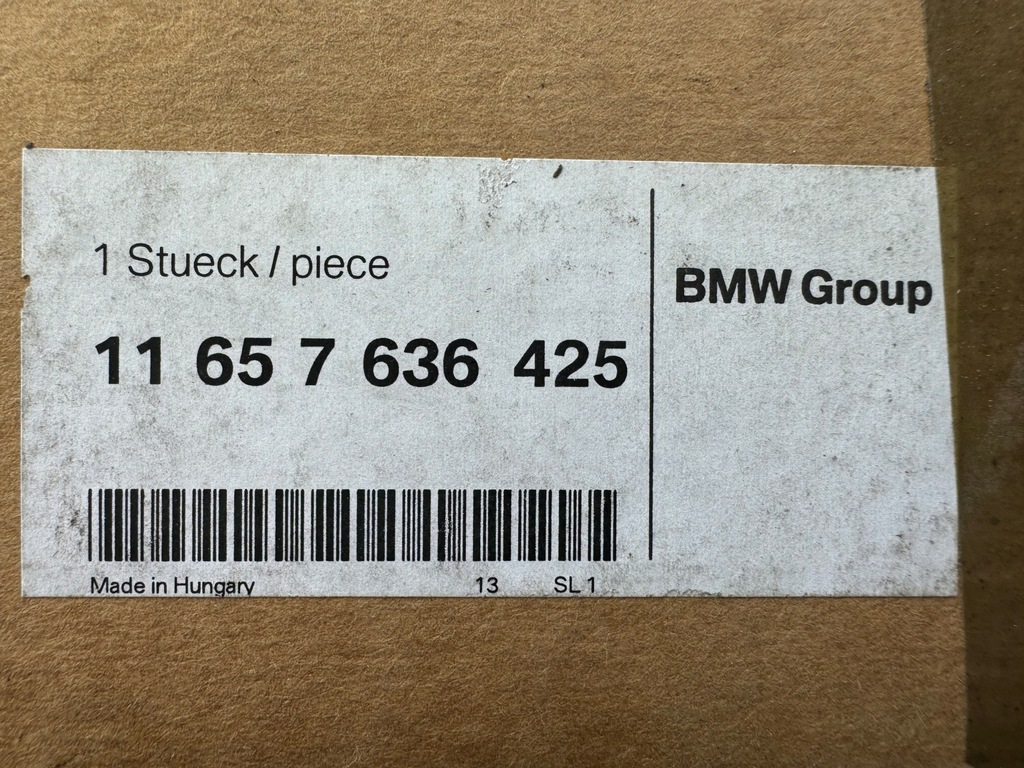 1 Stueck / piece
BMW Group
11 65 7 636 425
Made in Hungary 13 SL 1